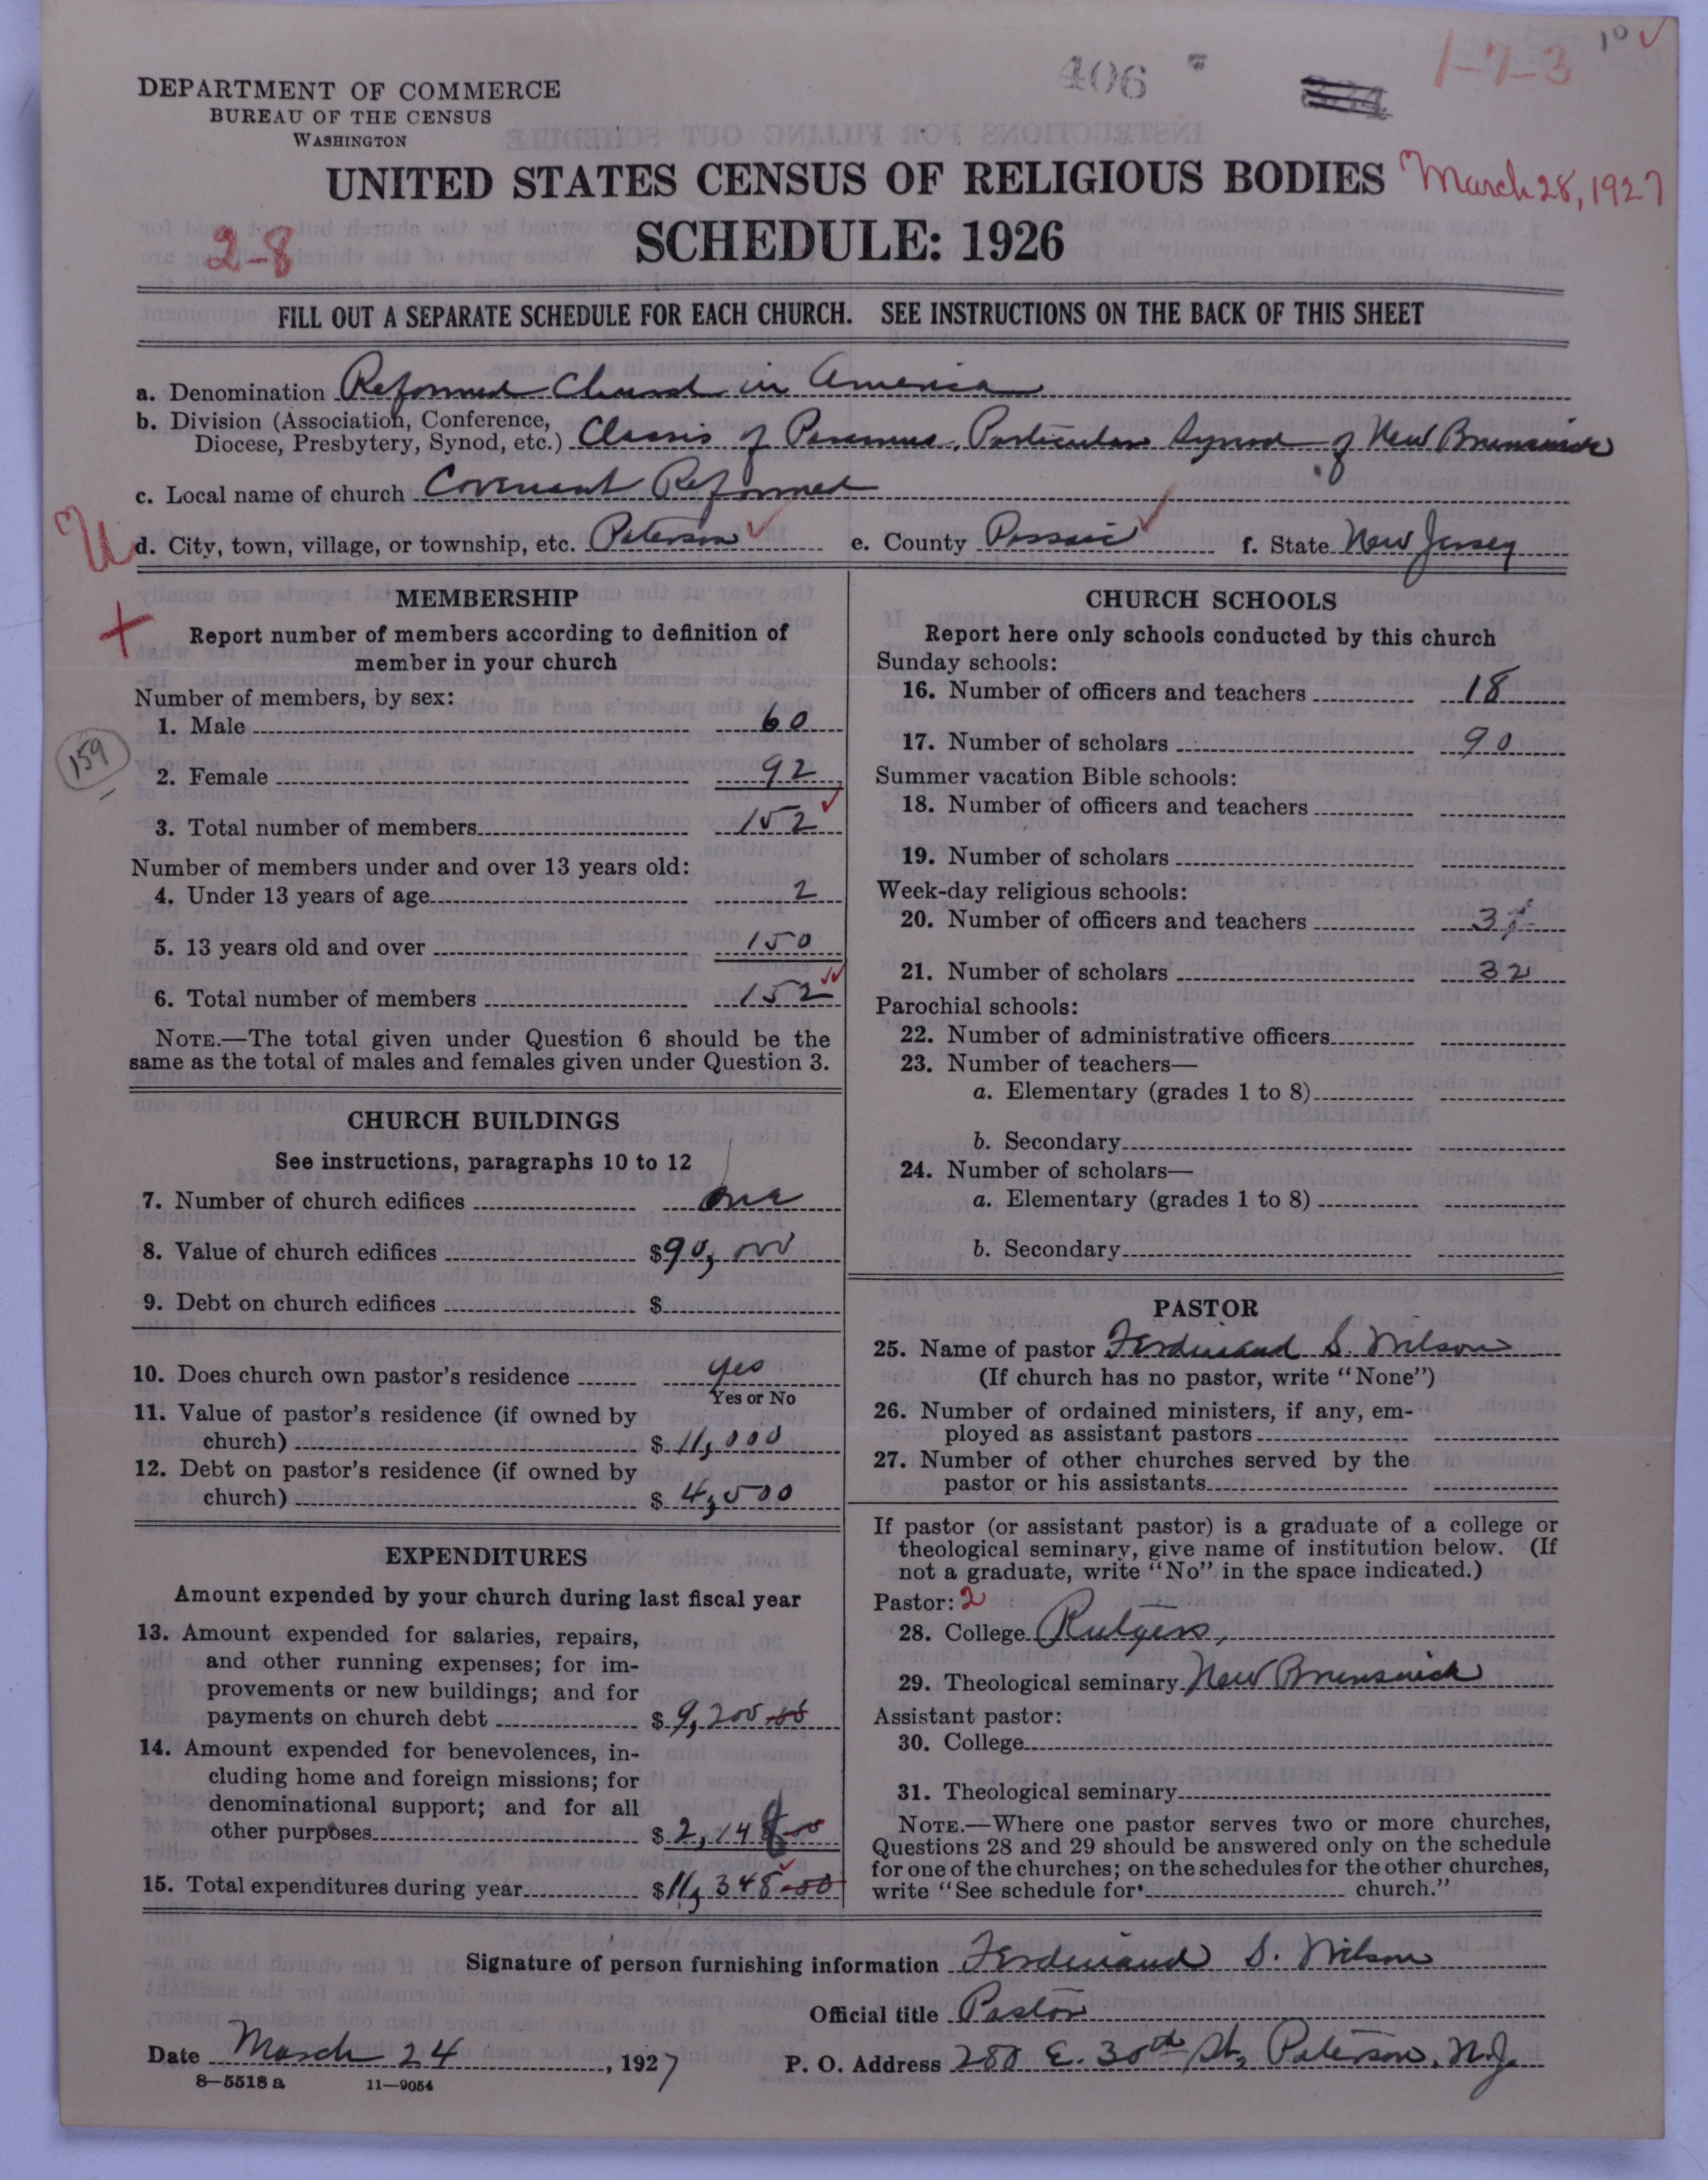 406
1-7-3
10
DEPARTMENT OF COMMERCE
BUREAU OF THE CENSUS
WASHINGTON
UNITED STATES CENSUS OF RELIGIOUS BODIES
March 28, 1927
SCHEDULE: 1926
2-8
FILL OUT A SEPARATE SCHEDULE FOR EACH CHURCH. SEE INSTRUCTIONS ON THE BACK OF THIS SHEET
a. Denomination Reformed Church in America
b. Division (Association, Conference,
Diocese, Presbytery, Synod, etc.) Classis of Paramus, Particular Synod of New Brunswick
c. Local name of church Covenant Reformed
U
d. City, town, village, or township, etc. Paterson e. County Passaic f. State New Jersey
MEMBERSHIP
Report number of members according to definition of
member in your church
Number of members, by sex:
1. Male 60
159
2. Female 92
3. Total number of members 152
Number of members under and over 13 years old:
4. Under 13 years of age 2
5. 13 years old and over 150
6. Total number of members 152
NOTE.—The total given under Question 6 should be the
same as the total of males and females given under Question 3.
CHURCH BUILDINGS
See instructions, paragraphs 10 to 12
7. Number of church edifices one
8. Value of church edifices $90,000
9. Debt on church edifices $
10. Does church own pastor's residence yes
Yes or No
11. Value of pastor's residence (if owned by
church) $11,000
12. Debt on pastor's residence (if owned by
church) $4,500
EXPENDITURES
Amount expended by your church during last fiscal year
13. Amount expended for salaries, repairs,
and other running expenses; for im-
provements or new buildings; and for
payments on church debt $9,200.00
14. Amount expended for benevolences, in-
cluding home and foreign missions; for
denominational support; and for all
other purposes $2,148
15. Total expenditures during year $11,348.00
CHURCH SCHOOLS
Report here only schools conducted by this church
Sunday schools:
16. Number of officers and teachers 18
17. Number of scholars 90
Summer vacation Bible schools:
18. Number of officers and teachers
19. Number of scholars
Week-day religious schools:
20. Number of officers and teachers 3
21. Number of scholars 32
Parochial schools:
22. Number of administrative officers
23. Number of teachers—
a. Elementary (grades 1 to 8)
b. Secondary
24. Number of scholars—
a. Elementary (grades 1 to 8)
b. Secondary
PASTOR
25. Name of pastor Ferdinand S. Wilson
(If church has no pastor, write "None")
26. Number of ordained ministers, if any, em-
ployed as assistant pastors
27. Number of other churches served by the
pastor or his assistants
If pastor (or assistant pastor) is a graduate of a college or
theological seminary, give name of institution below. (If
not a graduate, write "No" in the space indicated.)
Pastor: 2
28. College Rutgers,
29. Theological seminary New Brunswick
Assistant pastor:
30. College
31. Theological seminary
NOTE.—Where one pastor serves two or more churches,
Questions 28 and 29 should be answered only on the schedule
for one of the churches; on the schedules for the other churches,
write "See schedule for church."
Signature of person furnishing information Ferdinand S. Wilson
Official title Pastor
Date March 24, 1927 P. O. Address 280 E. 30th St, Paterson, N.J.
8—5518 a 11—9054